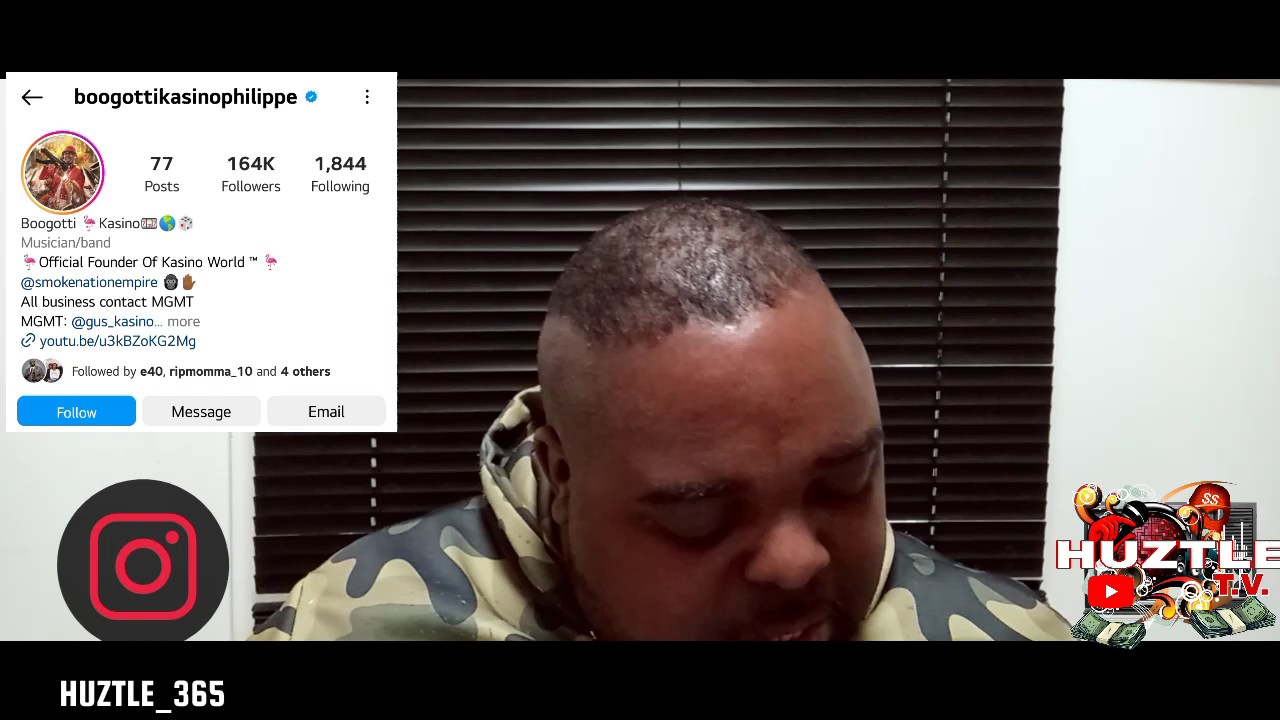 boogottikasinophilippe
77
164K
1,844
Posts
Followers
Following
Boogotti 🦩Kasino🎰🌎🎲
Musician/band
🦩Official Founder Of Kasino World ™ 🦩
@smokenationempire 🦍✋🏾
All business contact MGMT
MGMT: @gus_kasino... more
youtu.be/u3kBZoKG2Mg
Followed by e40, ripmomma_10 and 4 others
Follow
Message
Email
$$
HUZTLE
T.V.
HUZTLE_365